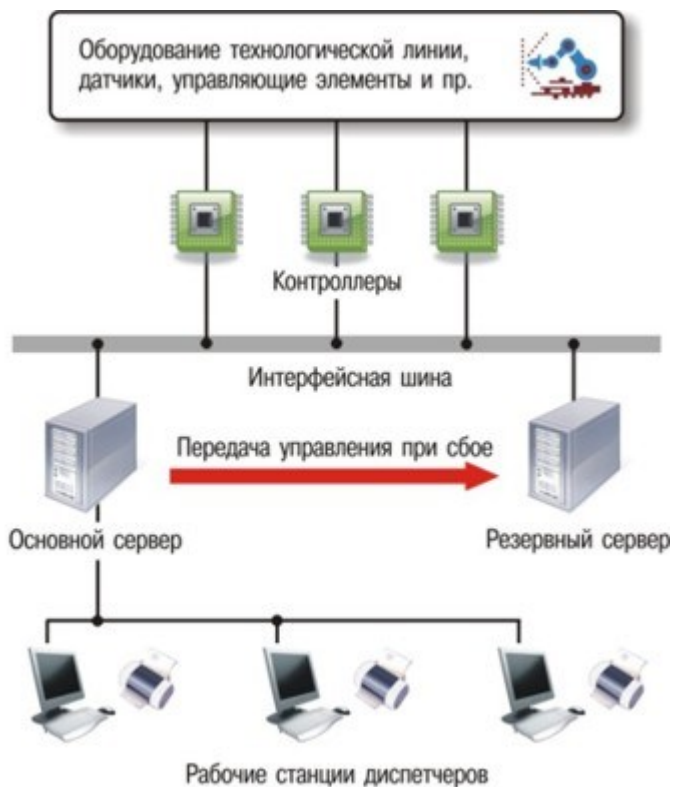 Оборудование технологической линии,
датчики, управляющие элементы и пр.
Контроллеры
Интерфейсная шина
Передача управления при сбое
Основной сервер
Резервный сервер
Рабочие станции диспетчеров